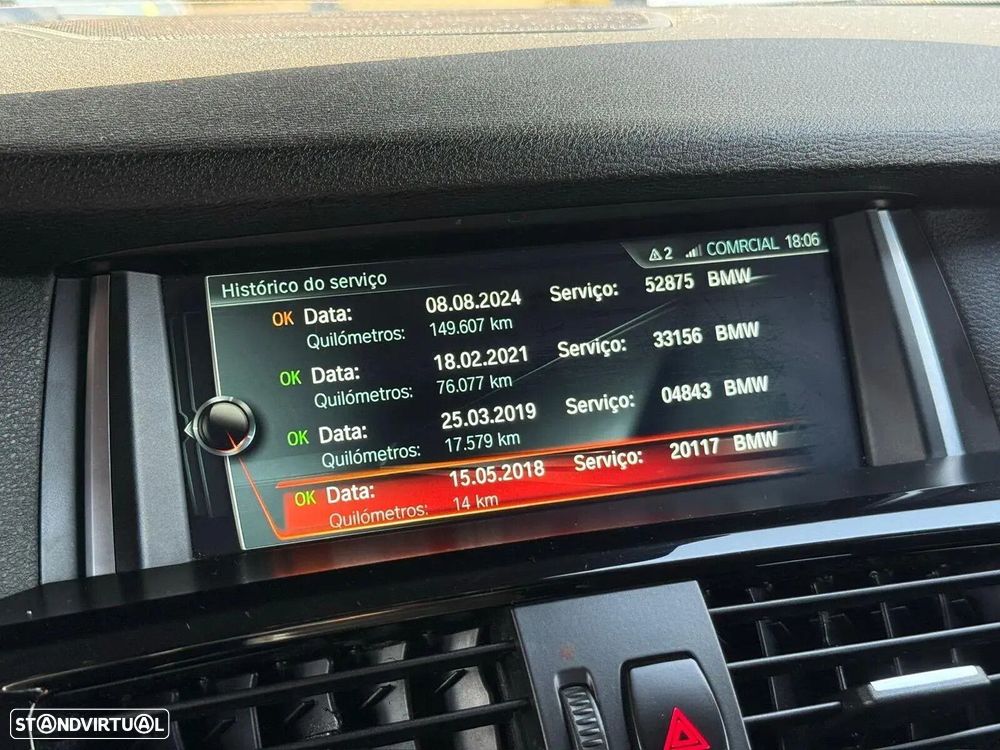 ⚠ 2 COMRCIAL 18:06
Histórico do serviço
OK Data: 08.08.2024 Serviço: 52875 BMW
Quilómetros: 149.607 km
OK Data: 18.02.2021 Serviço: 33156 BMW
Quilómetros: 76.077 km
OK Data: 25.03.2019 Serviço: 04843 BMW
Quilómetros: 17.579 km
OK Data: 15.05.2018 Serviço: 20117 BMW
Quilómetros: 14 km
STANDVIRTUAL